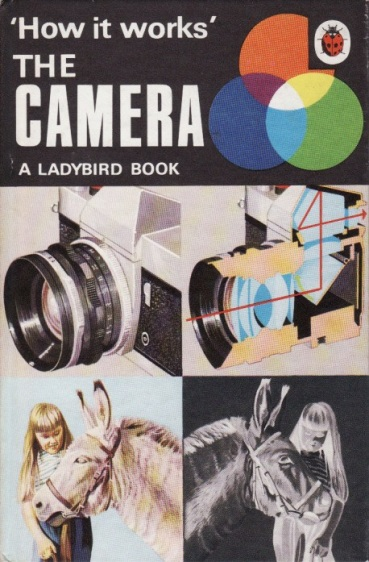 'How it works'
THE
CAMERA
A LADYBIRD BOOK